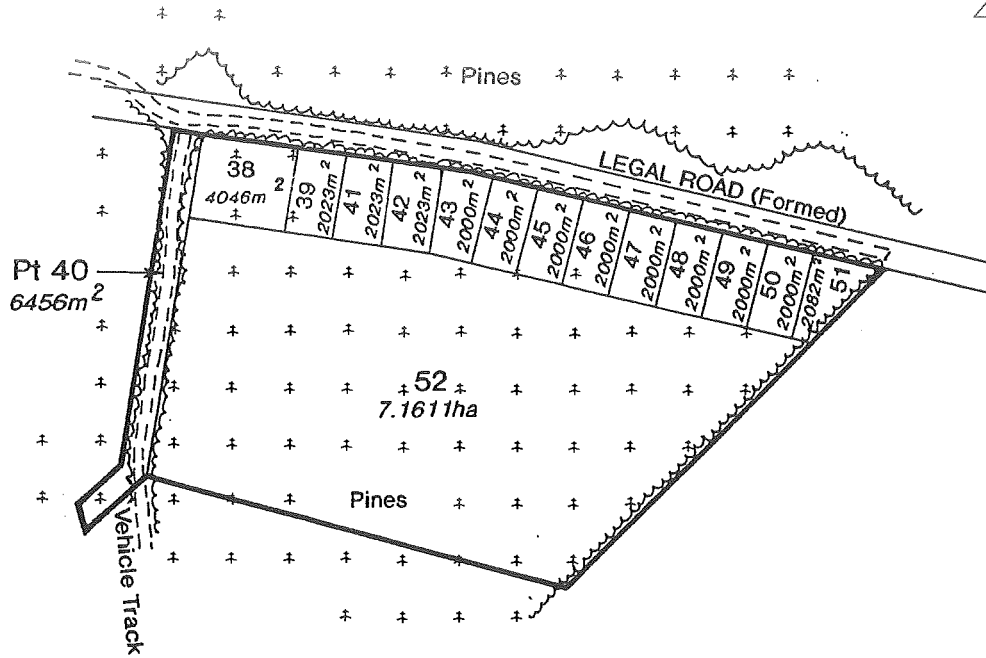 Pines
LEGAL ROAD (Formed)
38
4046m²
39
2023m²
41
2023m²
42
2023m²
43
2000m²
44
2000m²
45
2000m²
46
2000m²
47
2000m²
48
2000m²
49
2000m²
50
2000m²
2082m²
51
Pt 40
6456m²
52
7.1611ha
Pines
Vehicle Track